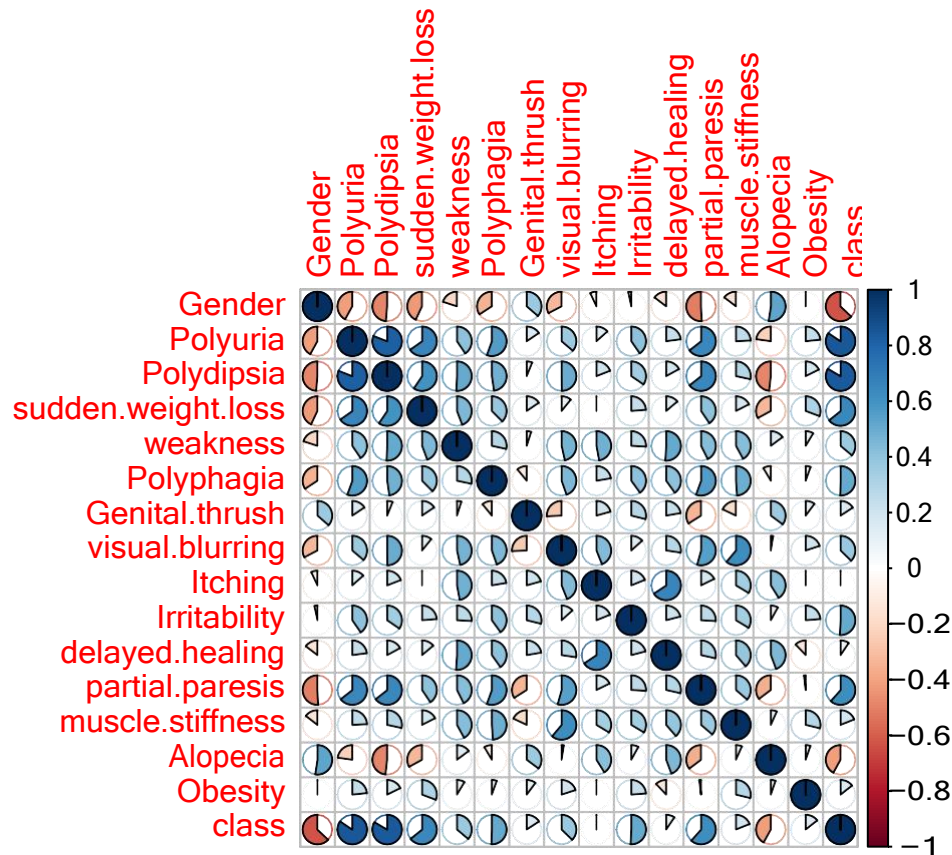 Gender
Polyuria
Polydipsia
sudden.weight.loss
weakness
Polyphagia
Genital.thrush
visual.blurring
Itching
Irritability
delayed.healing
partial.paresis
muscle.stiffness
Alopecia
Obesity
class
Gender
Polyuria
Polydipsia
sudden.weight.loss
weakness
Polyphagia
Genital.thrush
visual.blurring
Itching
Irritability
delayed.healing
partial.paresis
muscle.stiffness
Alopecia
Obesity
class
1
0.8
0.6
0.4
0.2
0
−0.2
−0.4
−0.6
−0.8
−1